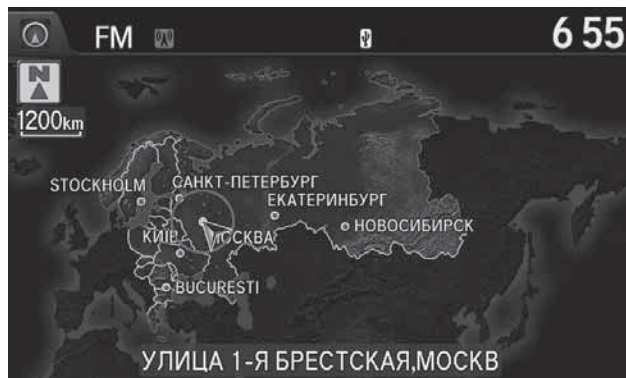 FM
6 55
N
1200km
STOCKHOLM
САНКТ-ПЕТЕРБУРГ
ЕКАТЕРИНБУРГ
НОВОСИБИРСК
КИЇВ
МОСКВА
BUCURESTI
УЛИЦА 1-Я БРЕСТСКАЯ,МОСКВ